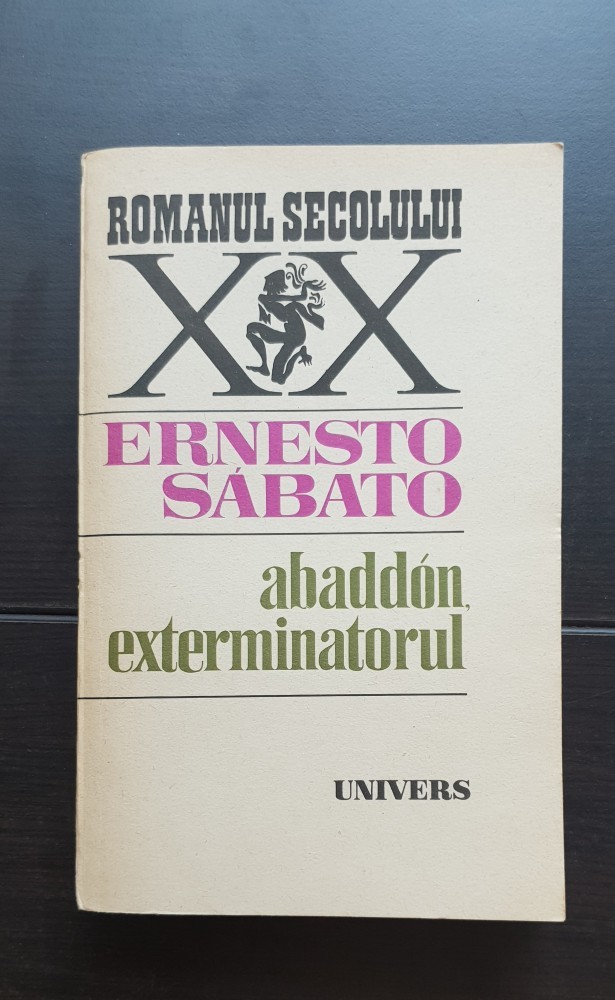 ROMANUL SECOLULUI
XX
ERNESTO
SÁBATO
abaddón,
exterminatorul
UNIVERS